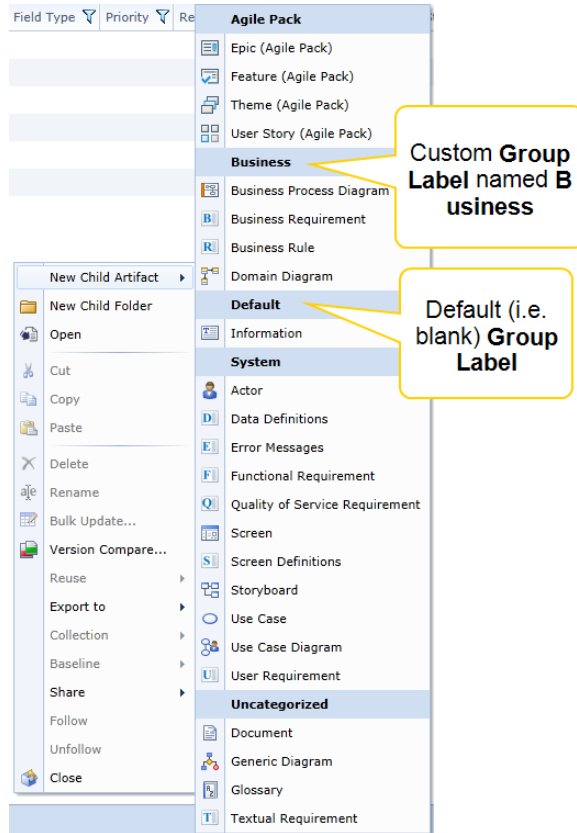 Field Type Priority Re
Agile Pack
Epic (Agile Pack)
Feature (Agile Pack)
Theme (Agile Pack)
User Story (Agile Pack)
Business
Business Process Diagram
B Business Requirement
R Business Rule
Domain Diagram
Default
Information
System
Actor
D Data Definitions
E Error Messages
F Functional Requirement
Q Quality of Service Requirement
Screen
S Screen Definitions
Storyboard
Use Case
Use Case Diagram
U User Requirement
Uncategorized
Document
Generic Diagram
Glossary
T Textual Requirement
Custom Group
Label named B
usiness
Default (i.e.
blank) Group
Label
New Child Artifact
New Child Folder
Open
Cut
Copy
Paste
Delete
Rename
Bulk Update...
Version Compare...
Reuse
Export to
Collection
Baseline
Share
Follow
Unfollow
Close